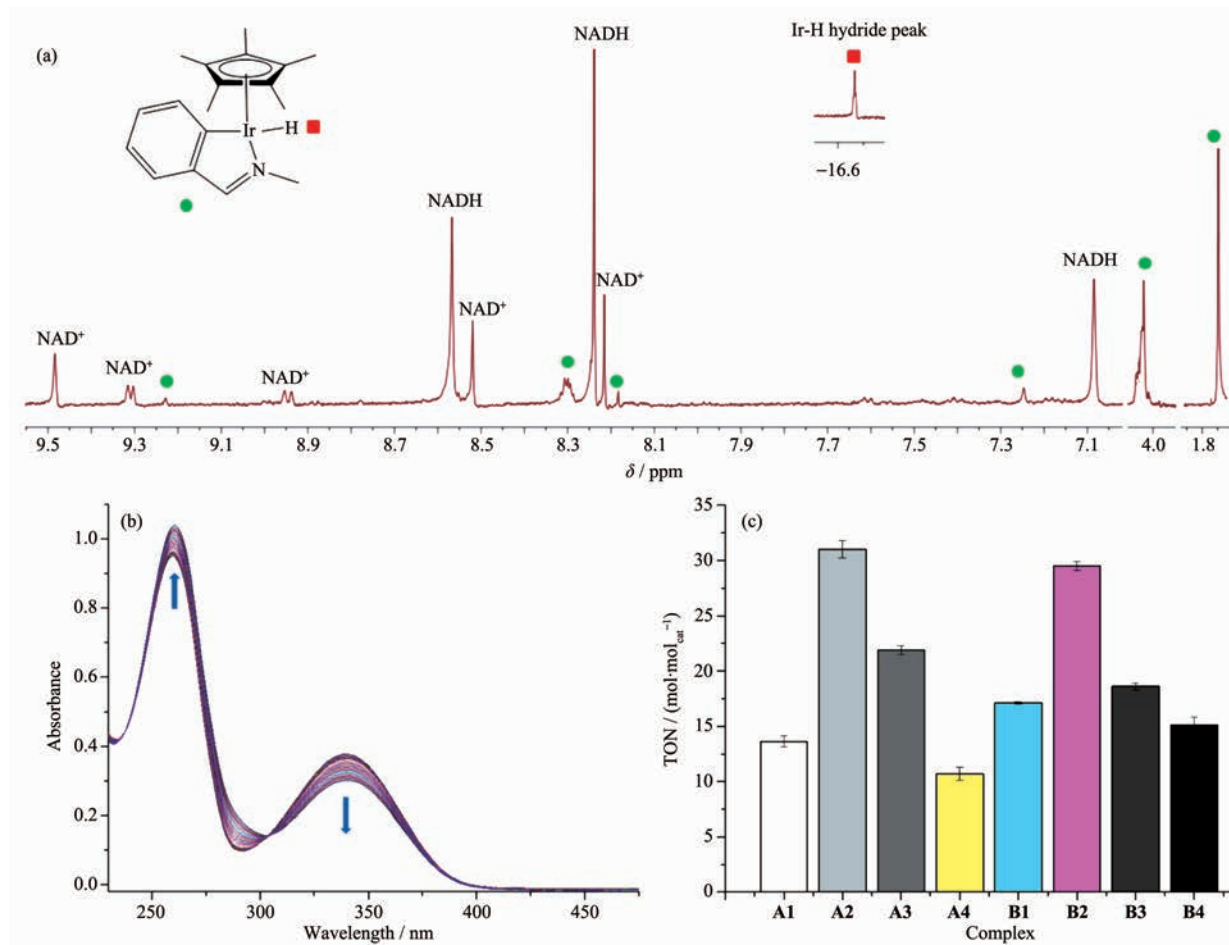 (a)
NADH
Ir-H hydride peak
Ir
H
N
−16.6
NADH
NAD+
NAD+
NADH
NAD+
NAD+
NAD+
9.5 9.3 9.1 8.9 8.7 8.5 8.3 8.1 7.9 7.7 7.5 7.3 7.1 4.0 1.8
δ / ppm
(b)
1.0
0.8
0.6
0.4
0.2
0.0
Absorbance
250 300 350 400 450
Wavelength / nm
(c)
35
30
25
20
15
10
5
0
TON / (mol·molcat−1)
A1 A2 A3 A4 B1 B2 B3 B4
Complex